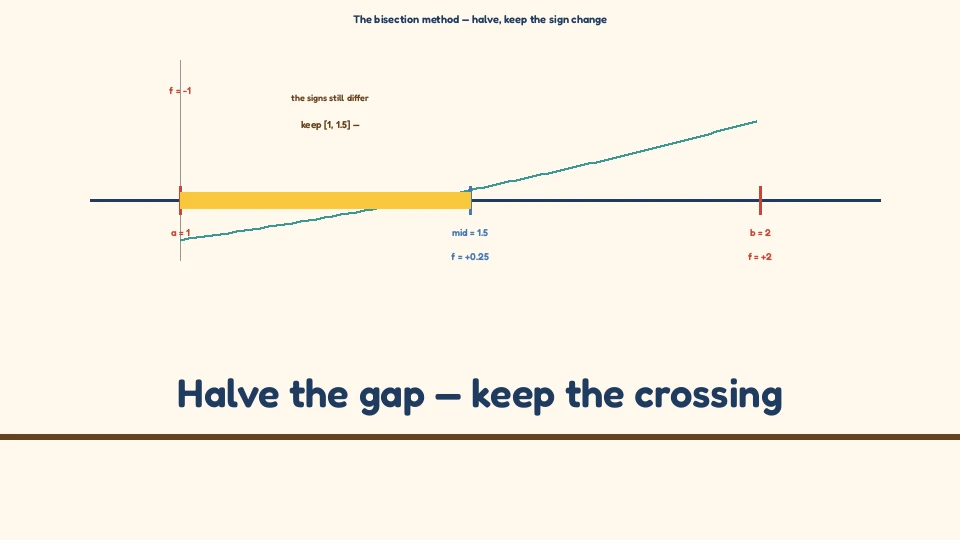 The bisection method — halve, keep the sign change
f = -1
the signs still differ
keep [1, 1.5] —
a = 1
mid = 1.5
b = 2
f = +0.25
f = +2
Halve the gap — keep the crossing